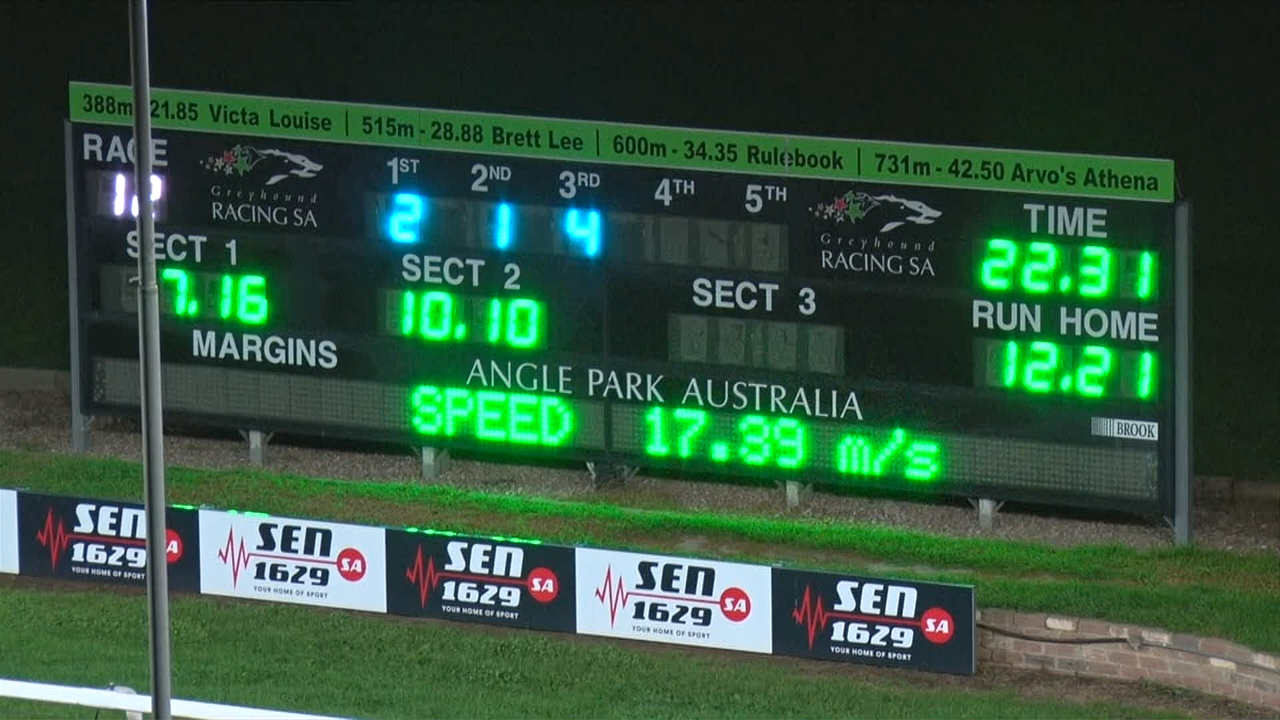 388m 21.85 Victa Louise | 515m - 28.88 Brett Lee | 600m - 34.35 Rulebook | 731m - 42.50 Arvo's Athena
RACE
Greyhound
RACING SA
1ST 2ND 3RD 4TH 5TH
2 1 4
Greyhound
RACING SA
TIME
22.31
SECT 1
7.16
SECT 2
10.10
SECT 3
RUN HOME
12.21
MARGINS
ANGLE PARK AUSTRALIA
SPEED 17.39 m/s
BROOK
SEN
1629
YOUR HOME OF SPORT
SEN
1629 SA
YOUR HOME OF SPORT
SEN
1629 SA
YOUR HOME OF SPORT
SEN
1629 SA
YOUR HOME OF SPORT
SEN
1629 SA
YOUR HOME OF SPORT